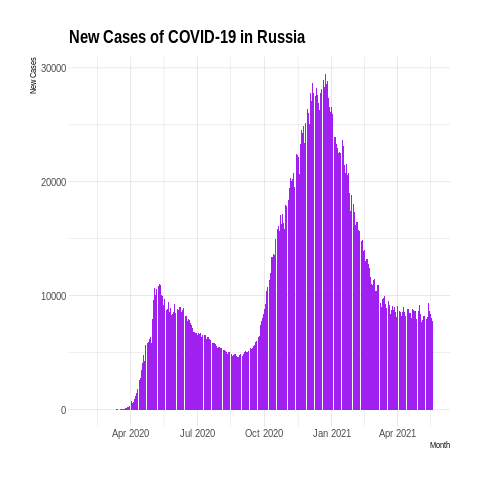 New Cases of COVID-19 in Russia
New Cases
30000
20000
10000
0
Apr 2020 Jul 2020 Oct 2020 Jan 2021 Apr 2021
Month